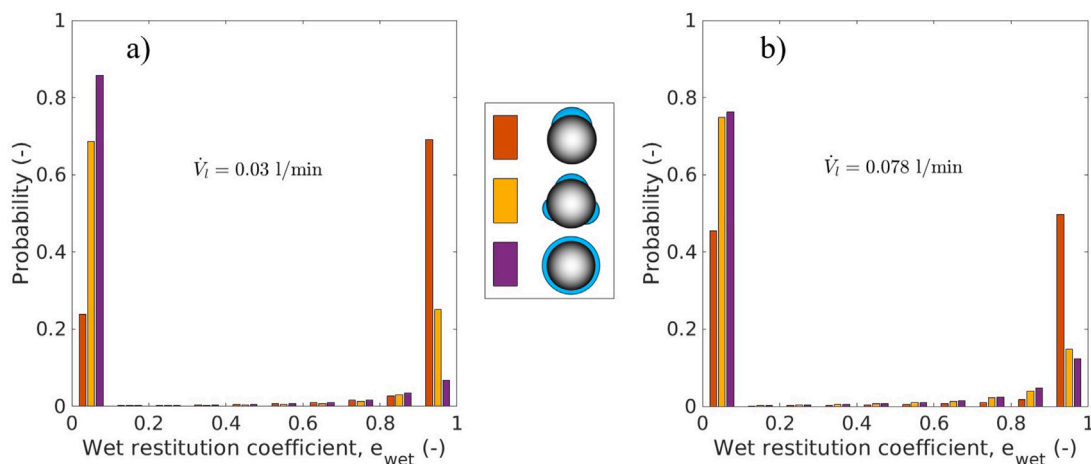 a)
Probability (-)
1
0.8
0.6
0.4
0.2
0
V̇l = 0.03 l/min
0 0.2 0.4 0.6 0.8 1
Wet restitution coefficient, ewet (-)
b)
Probability (-)
1
0.8
0.6
0.4
0.2
0
V̇l = 0.078 l/min
0 0.2 0.4 0.6 0.8 1
Wet restitution coefficient, ewet (-)